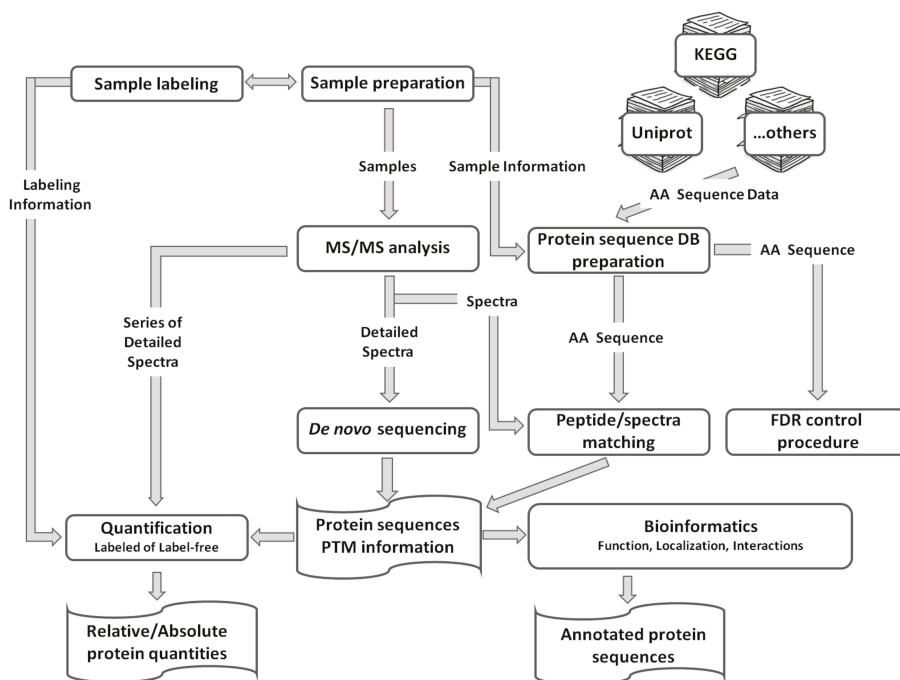 KEGG
Sample labeling
Sample preparation
Uniprot
...others
Samples
Sample Information
Labeling
Information
AA Sequence Data
MS/MS analysis
Protein sequence DB
preparation
AA Sequence
Spectra
Series of
Detailed
Spectra
Detailed
Spectra
AA Sequence
De novo sequencing
Peptide/spectra
matching
FDR control
procedure
Quantification
Labeled of Label-free
Protein sequences
PTM information
Bioinformatics
Function, Localization, Interactions
Relative/Absolute
protein quantities
Annotated protein
sequences